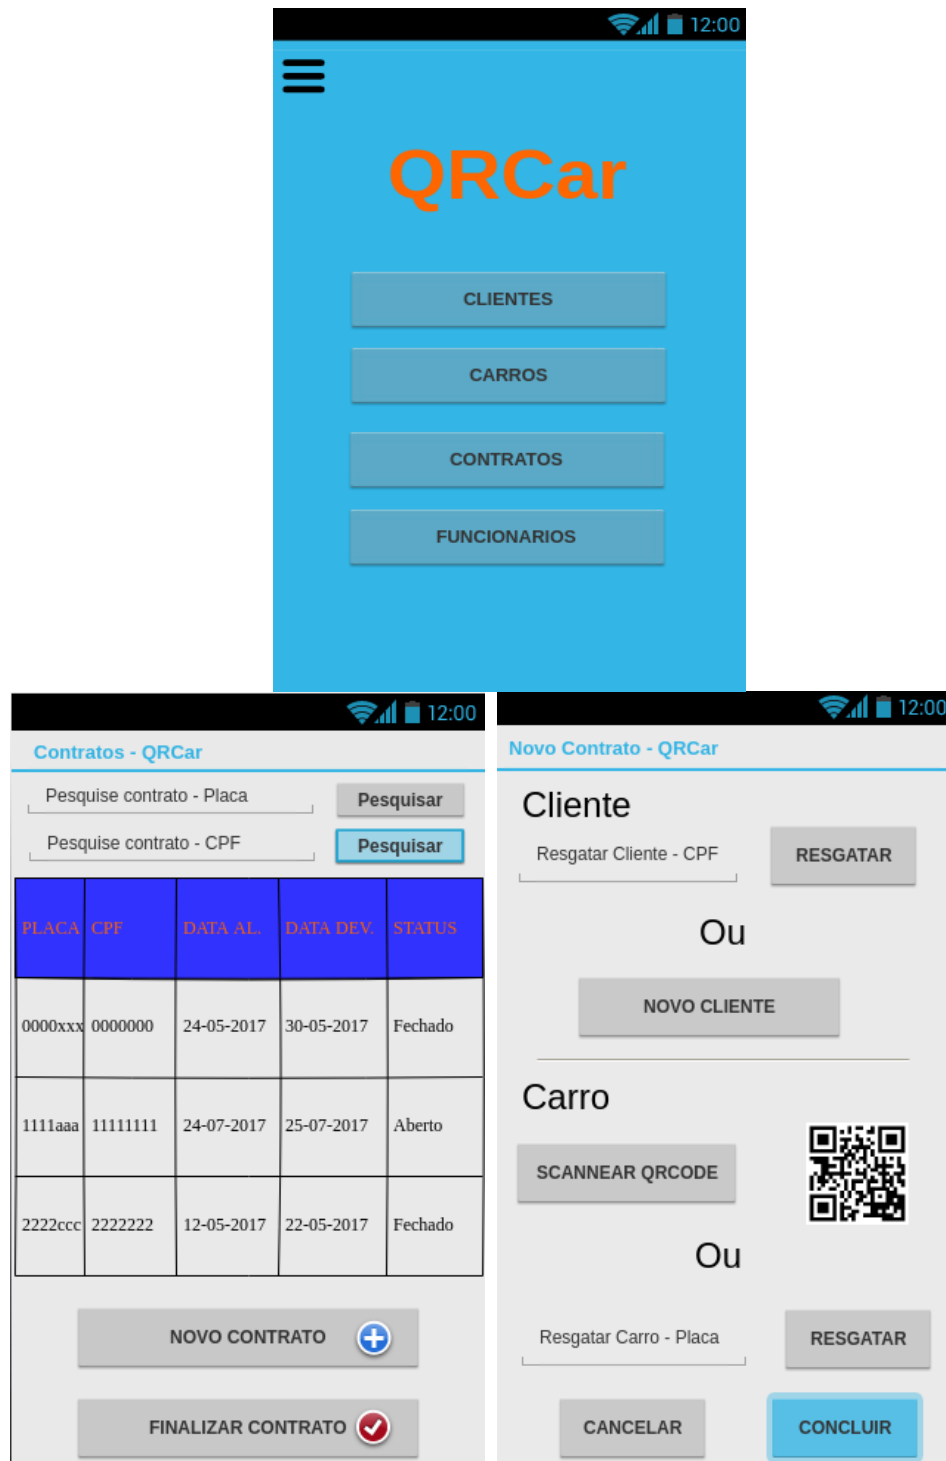 12:00
QRCar
CLIENTES
CARROS
CONTRATOS
FUNCIONARIOS
12:00
Contratos - QRCar
Pesquise contrato - Placa Pesquisar
Pesquise contrato - CPF Pesquisar
PLACA CPF DATA AL. DATA DEV. STATUS
0000xxx 0000000 24-05-2017 30-05-2017 Fechado
1111aaa 11111111 24-07-2017 25-07-2017 Aberto
2222ccc 2222222 12-05-2017 22-05-2017 Fechado
NOVO CONTRATO
FINALIZAR CONTRATO
12:00
Novo Contrato - QRCar
Cliente
Resgatar Cliente - CPF RESGATAR
Ou
NOVO CLIENTE
Carro
SCANNEAR QRCODE
Ou
Resgatar Carro - Placa RESGATAR
CANCELAR CONCLUIR